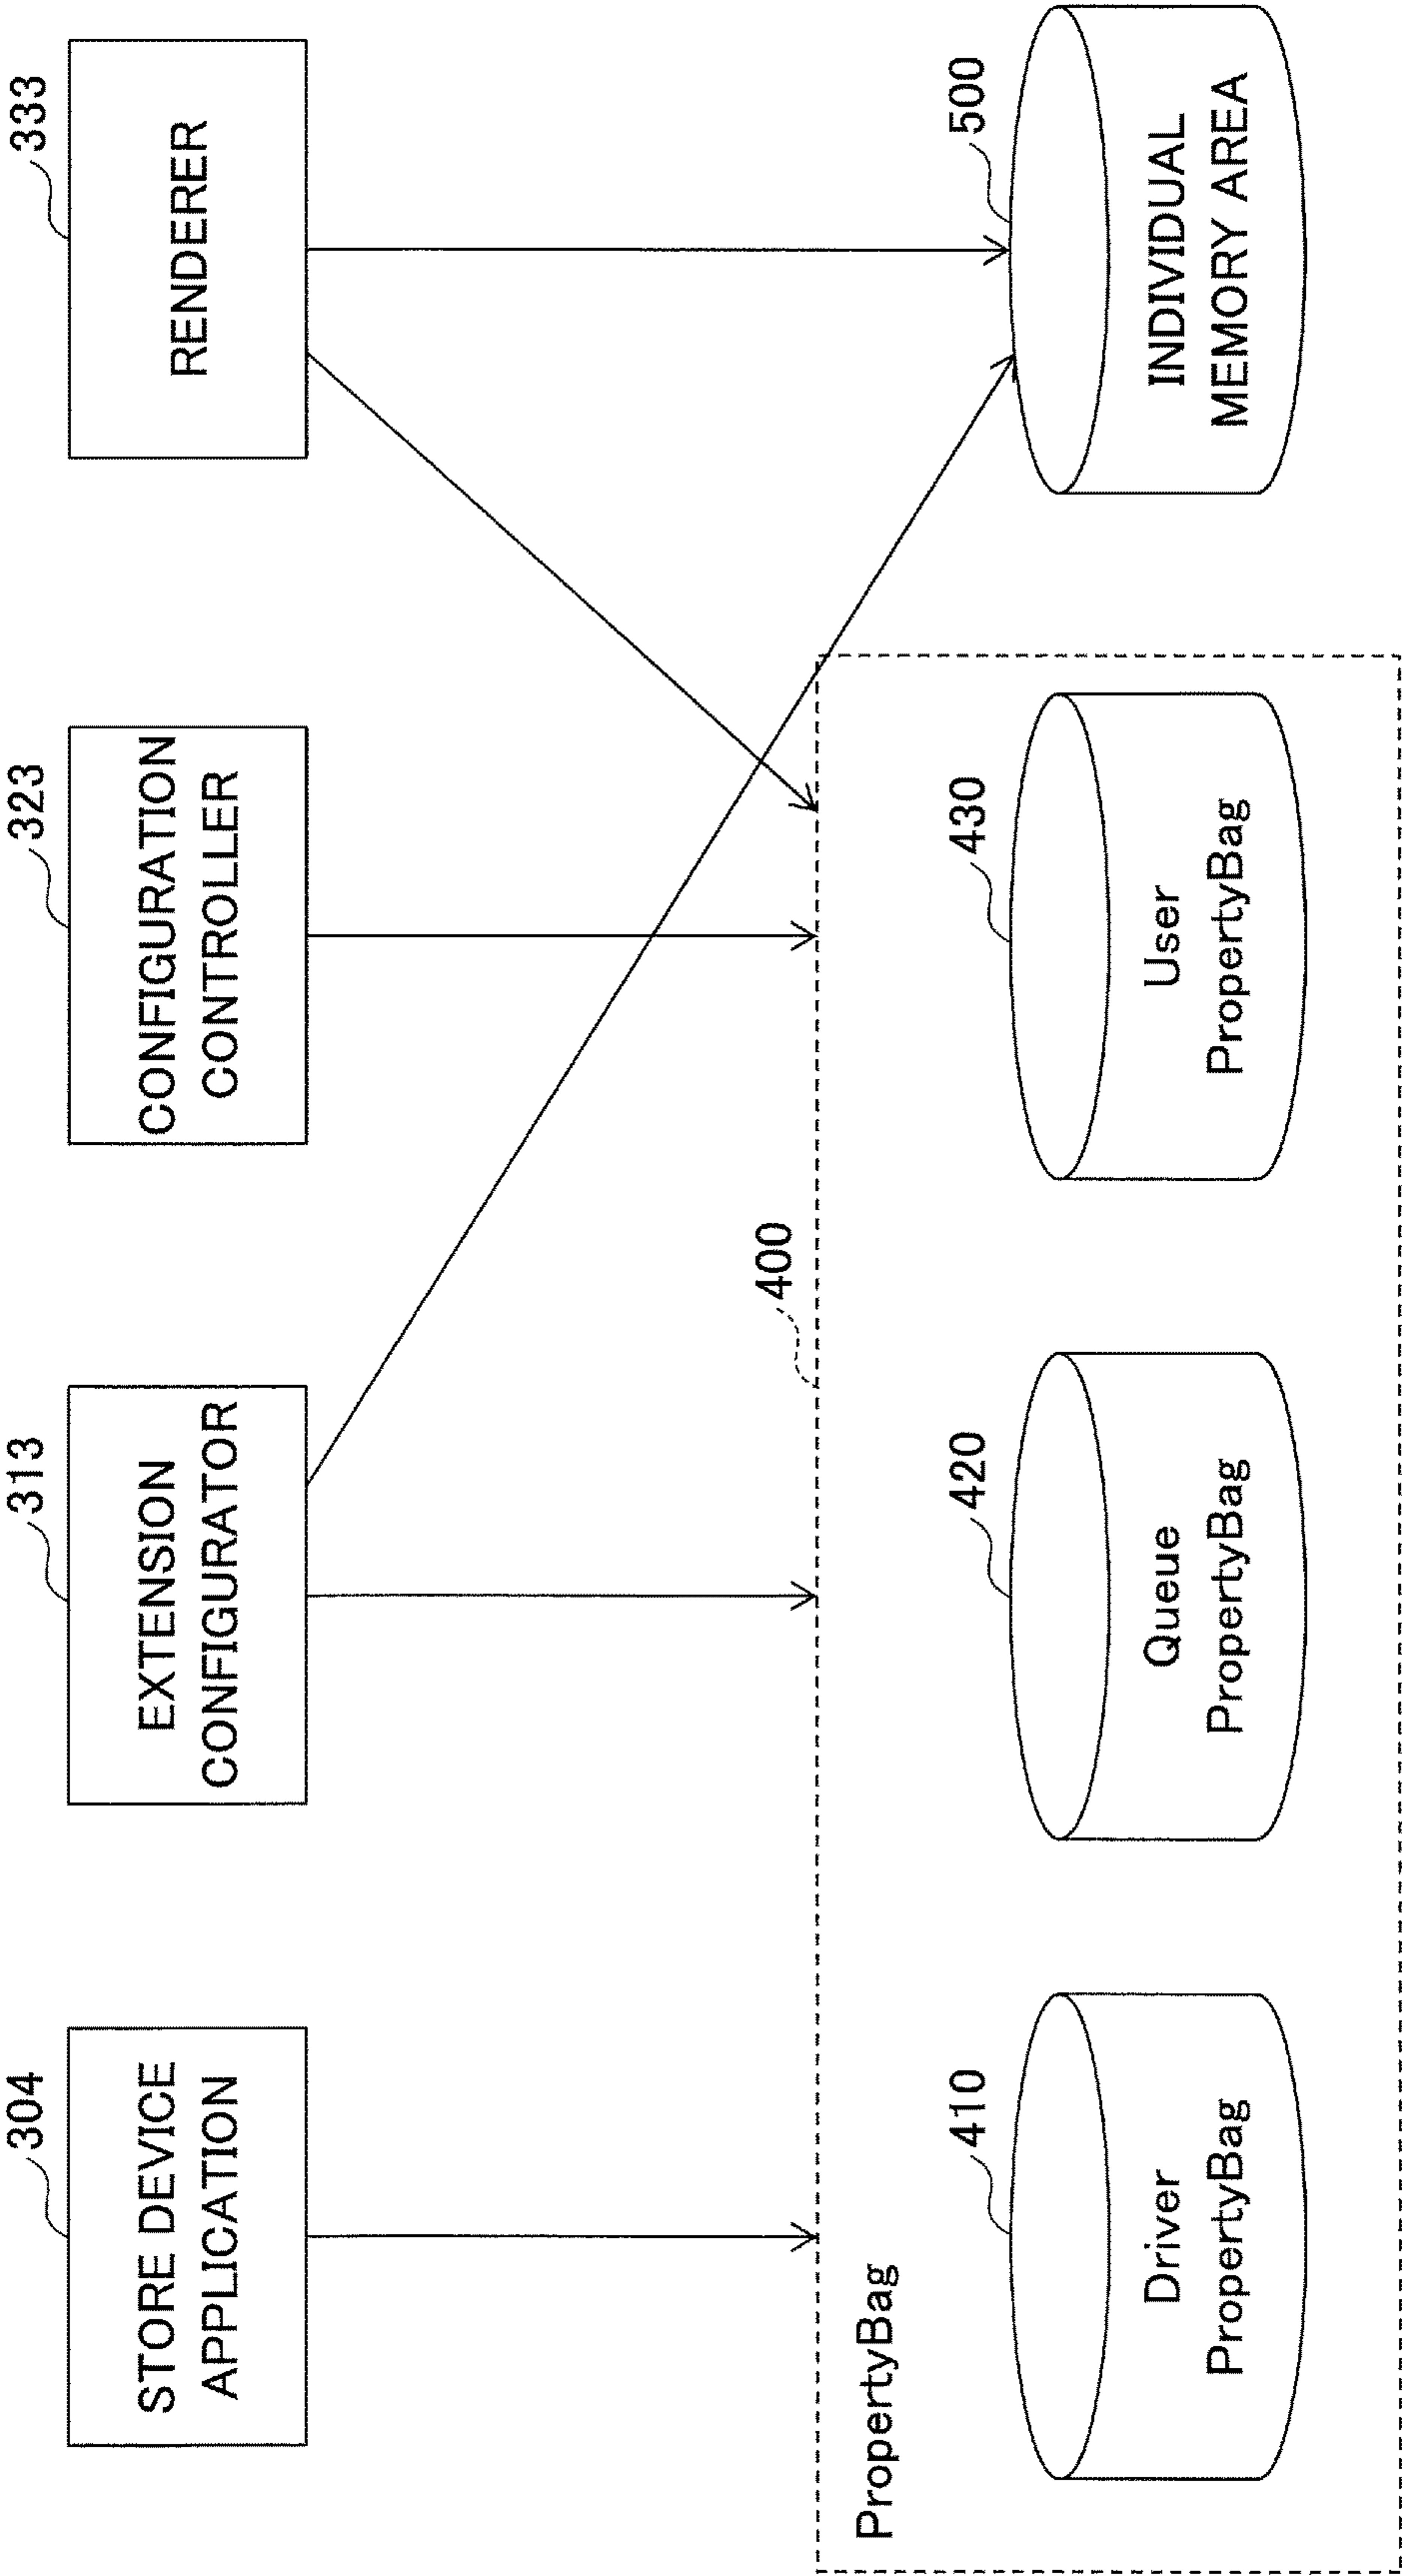 304
STORE DEVICE
APPLICATION
313
EXTENSION
CONFIGURATOR
323
CONFIGURATION
CONTROLLER
333
RENDERER
400
PropertyBag
410
Driver
PropertyBag
420
Queue
PropertyBag
430
User
PropertyBag
500
INDIVIDUAL
MEMORY AREA